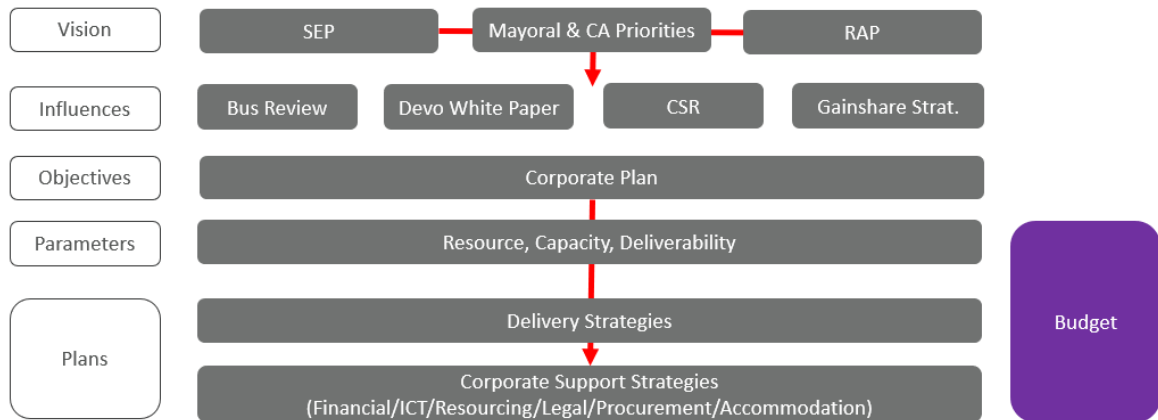 Vision
SEP
Mayoral & CA Priorities
RAP
Influences
Bus Review
Devo White Paper
CSR
Gainshare Strat.
Objectives
Corporate Plan
Parameters
Resource, Capacity, Deliverability
Plans
Delivery Strategies
Corporate Support Strategies
(Financial/ICT/Resourcing/Legal/Procurement/Accommodation)
Budget